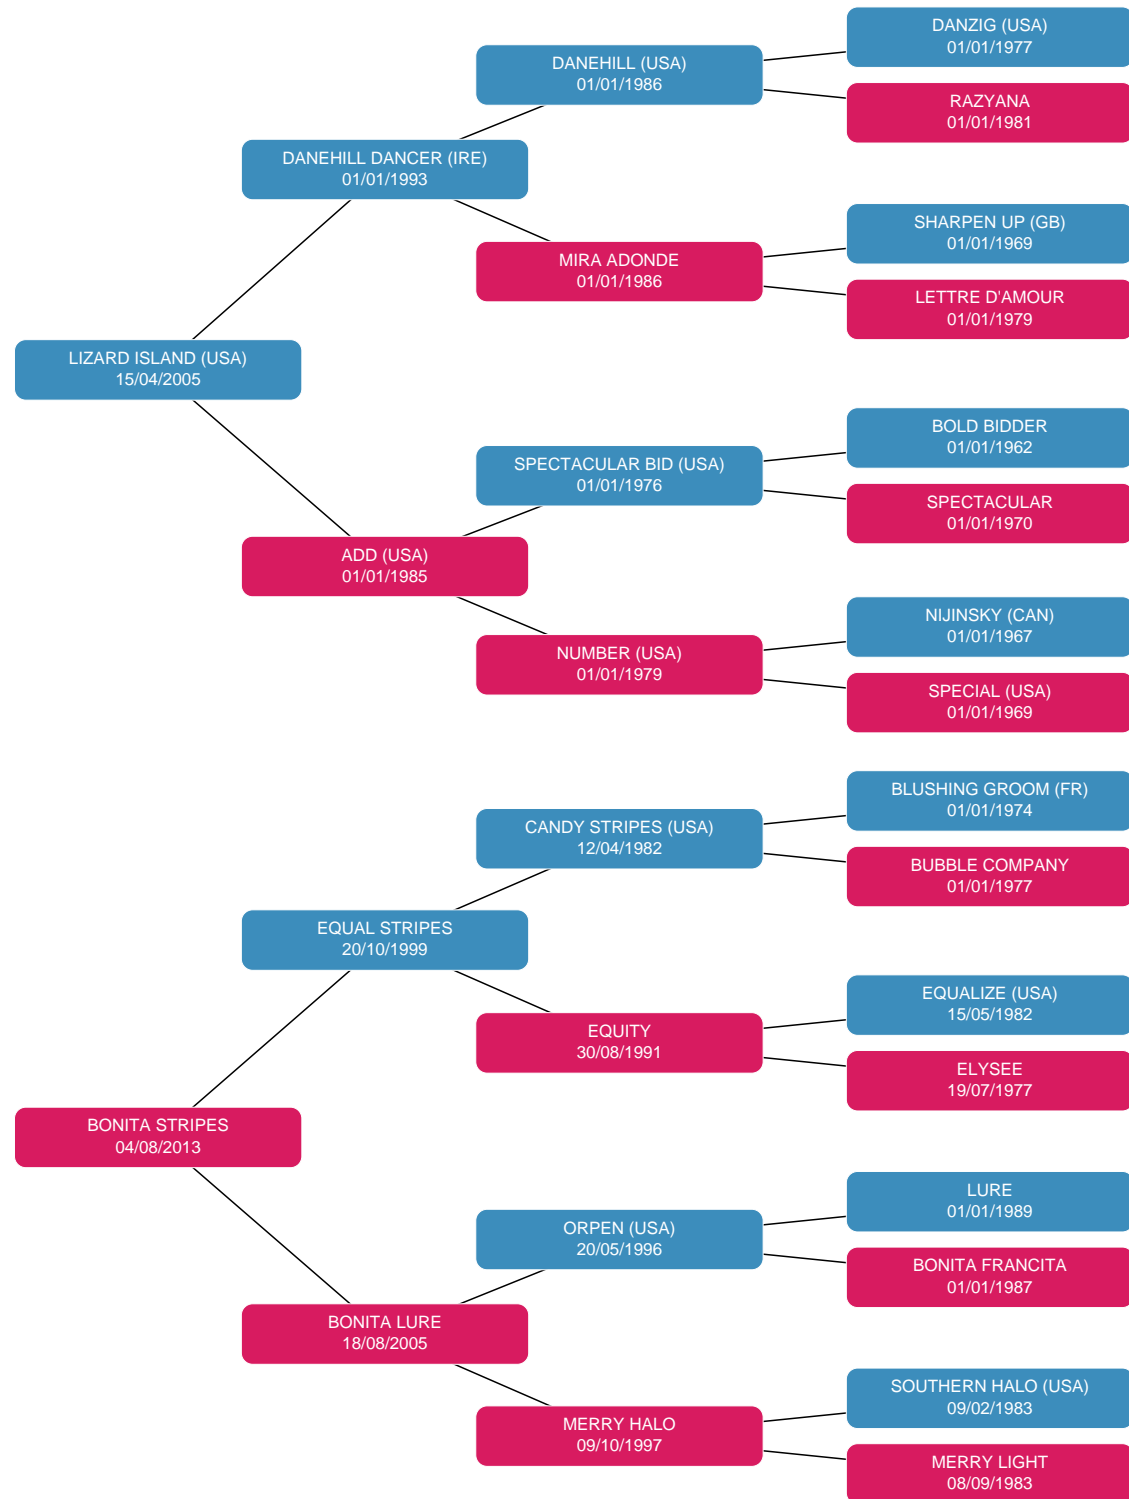 DANZIG (USA)
01/01/1977
DANEHILL (USA)
01/01/1986
RAZYANA
01/01/1981
DANEHILL DANCER (IRE)
01/01/1993
SHARPEN UP (GB)
01/01/1969
MIRA ADONDE
01/01/1986
LETTRE D'AMOUR
01/01/1979
LIZARD ISLAND (USA)
15/04/2005
BOLD BIDDER
01/01/1962
SPECTACULAR BID (USA)
01/01/1976
SPECTACULAR
01/01/1970
ADD (USA)
01/01/1985
NIJINSKY (CAN)
01/01/1967
NUMBER (USA)
01/01/1979
SPECIAL (USA)
01/01/1969
BLUSHING GROOM (FR)
01/01/1974
CANDY STRIPES (USA)
12/04/1982
BUBBLE COMPANY
01/01/1977
EQUAL STRIPES
20/10/1999
EQUALIZE (USA)
15/05/1982
EQUITY
30/08/1991
ELYSEE
19/07/1977
BONITA STRIPES
04/08/2013
LURE
01/01/1989
ORPEN (USA)
20/05/1996
BONITA FRANCITA
01/01/1987
BONITA LURE
18/08/2005
SOUTHERN HALO (USA)
09/02/1983
MERRY HALO
09/10/1997
MERRY LIGHT
08/09/1983